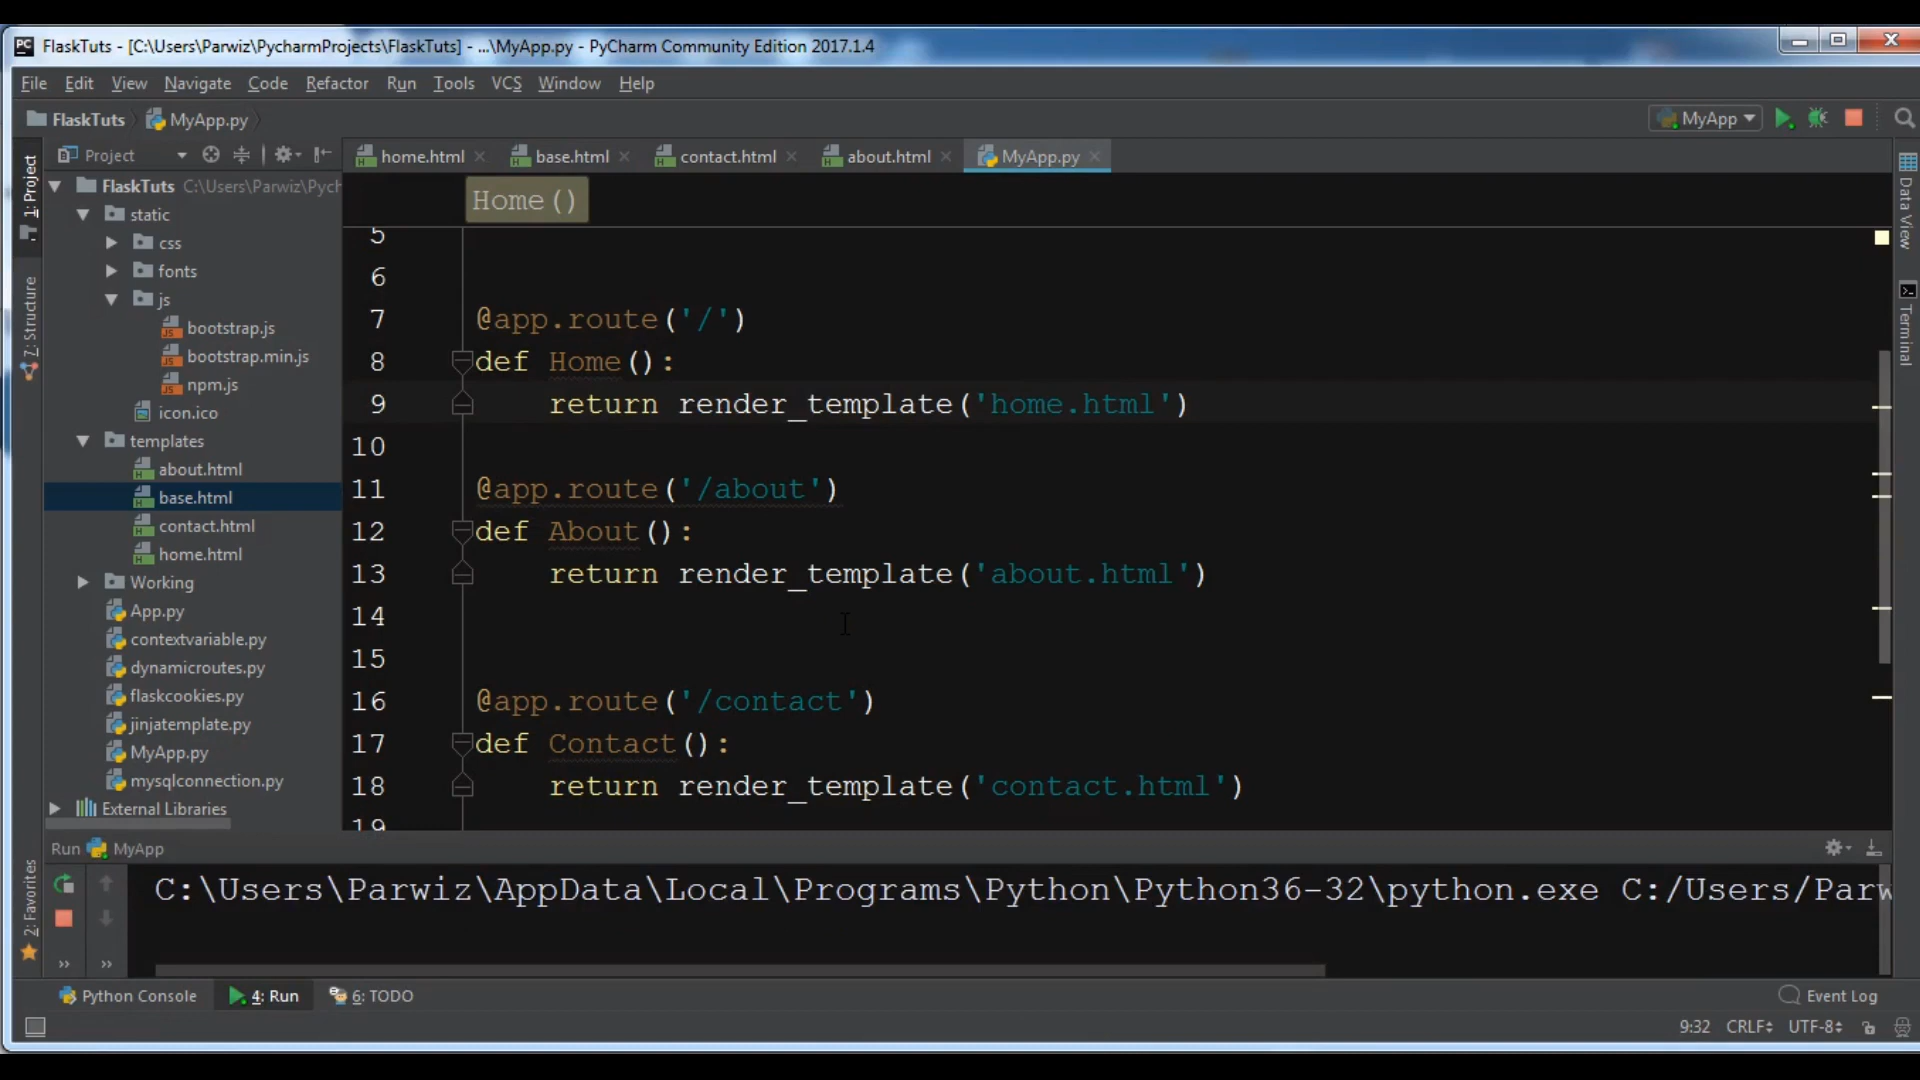 FlaskTuts - [C:\Users\Parwiz\PycharmProjects\FlaskTuts] - ...\MyApp.py - PyCharm Community Edition 2017.1.4
File Edit View Navigate Code Refactor Run Tools VCS Window Help
FlaskTuts MyApp.py MyApp
Project home.html base.html contact.html about.html MyApp.py
1: Project
7: Structure
2: Favorites
FlaskTuts C:\Users\Parwiz\Pych
static
css
fonts
js
bootstrap.js
bootstrap.min.js
npm.js
icon.ico
templates
about.html
base.html
contact.html
home.html
Working
App.py
contextvariable.py
dynamicroutes.py
flaskcookies.py
jinjatemplate.py
MyApp.py
mysqlconnection.py
External Libraries
Home()
5
6
7 @app.route('/')
8 def Home():
9 return render_template('home.html')
10
11 @app.route('/about')
12 def About():
13 return render_template('about.html')
14
15
16 @app.route('/contact')
17 def Contact():
18 return render_template('contact.html')
19
Data View
Terminal
Run MyApp
C:\Users\Parwiz\AppData\Local\Programs\Python\Python36-32\python.exe C:/Users/Parw
Python Console 4: Run 6: TODO Event Log
9:32 CRLF UTF-8